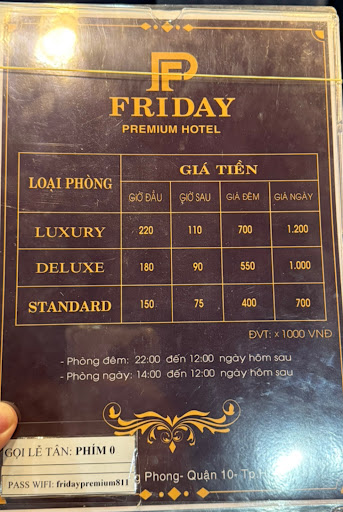 FRIDAY
PREMIUM HOTEL
LOẠI PHÒNG GIÁ TIỀN
GIỜ ĐẦU GIỜ SAU GIÁ ĐÊM GIÁ NGÀY
LUXURY 220 110 700 1.200
DELUXE 180 90 550 1.000
STANDARD 150 75 400 700
ĐVT: x 1000 VNĐ
- Phòng đêm: 22:00 đến 12:00 ngày hôm sau
- Phòng ngày: 14:00 đến 12:00 ngày hôm sau
GỌI LỄ TÂN: PHÍM 0
Phong- Quận 10- Tp.H
PASS WIFI: fridaypremium811